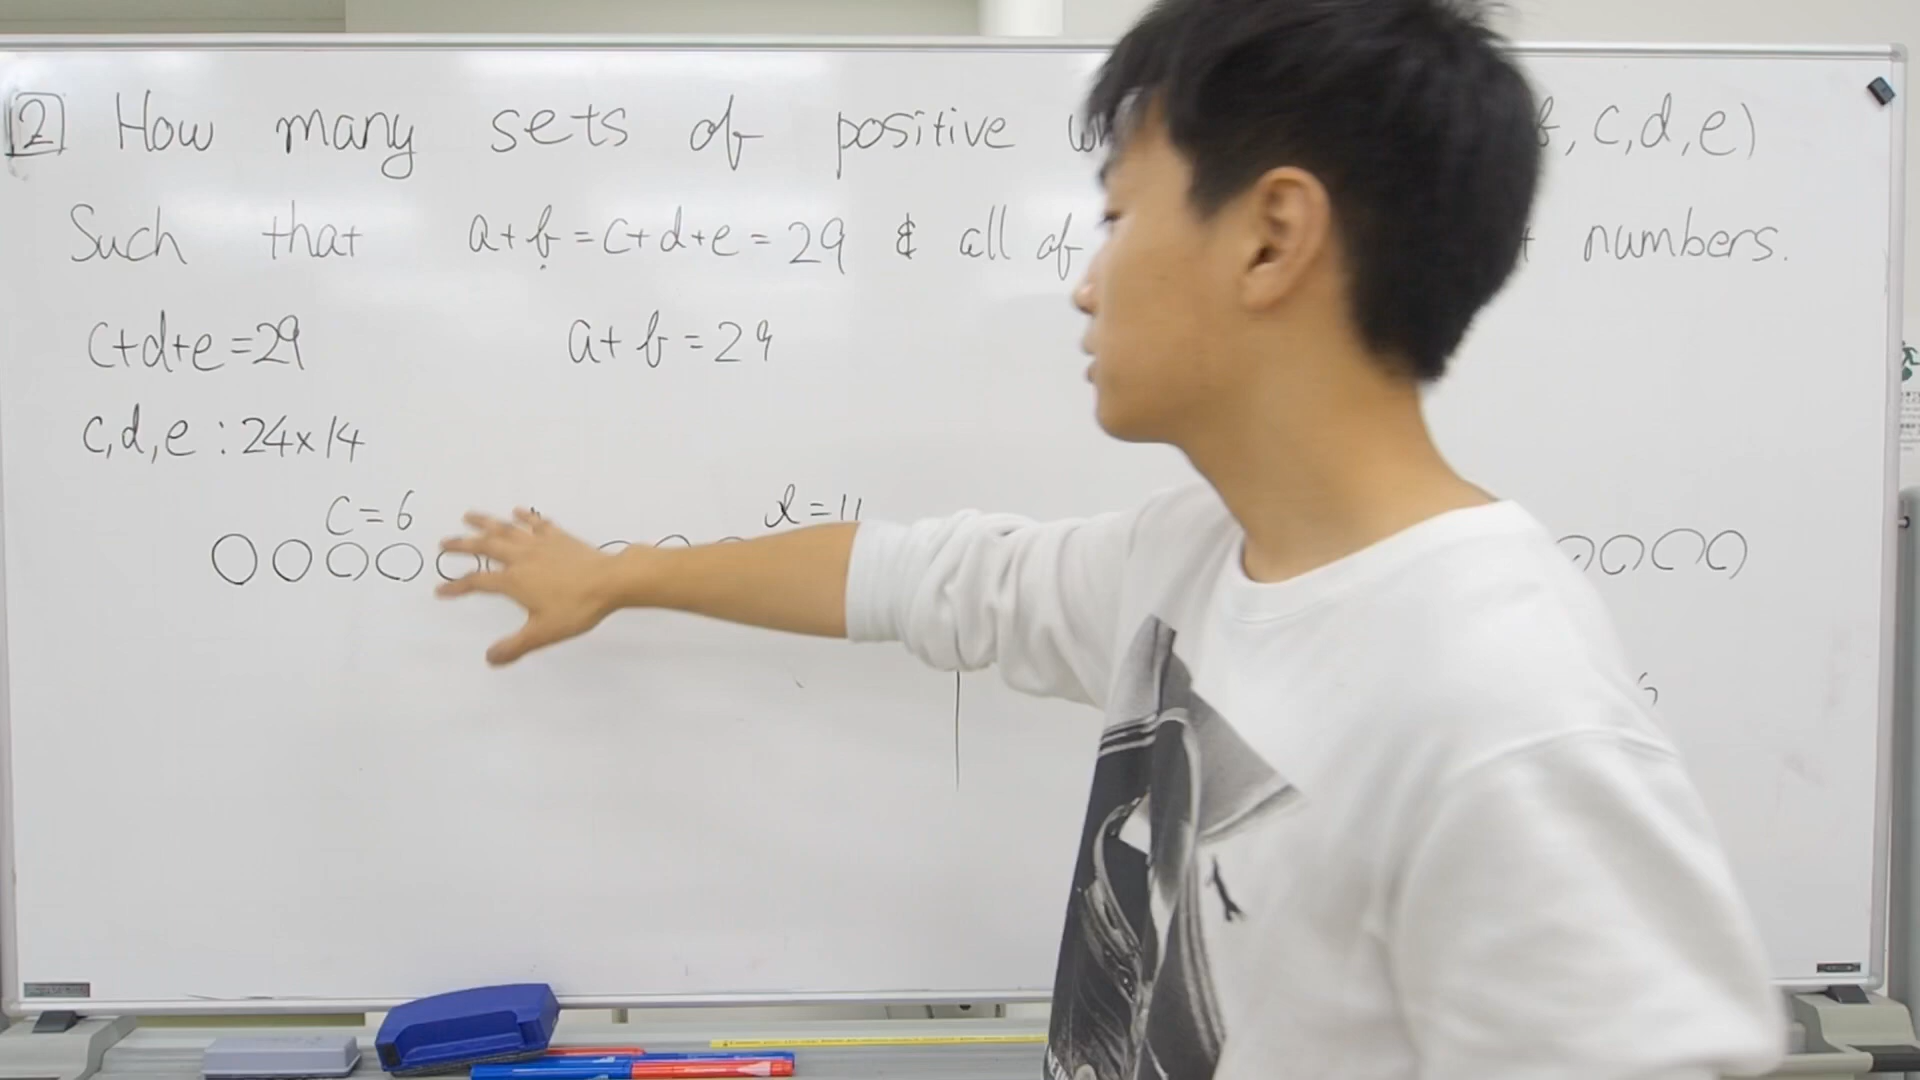 2 How many sets of positive , c, d, e)
Such that a+b=c+d+e=29 & all of numbers.
c+d+e=29 a+b=29
c,d,e : 24×14
c=6 d=11